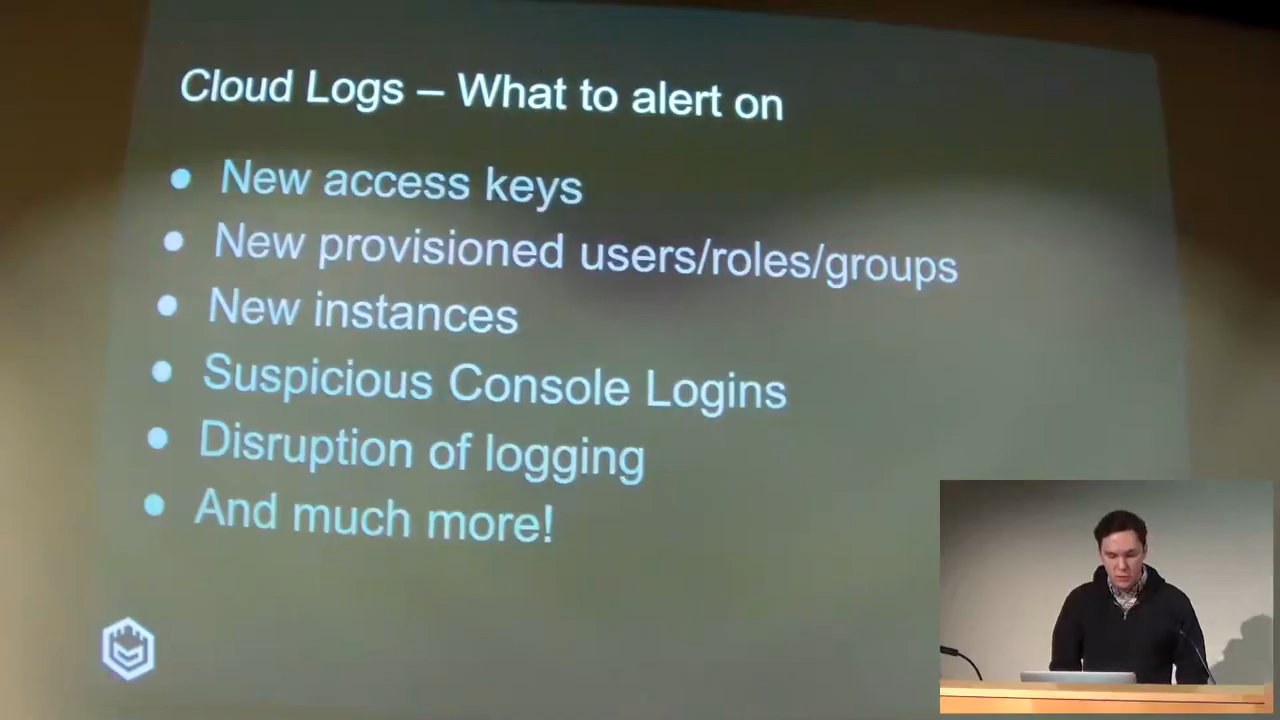 Cloud Logs – What to alert on
• New access keys
• New provisioned users/roles/groups
• New instances
• Suspicious Console Logins
• Disruption of logging
• And much more!